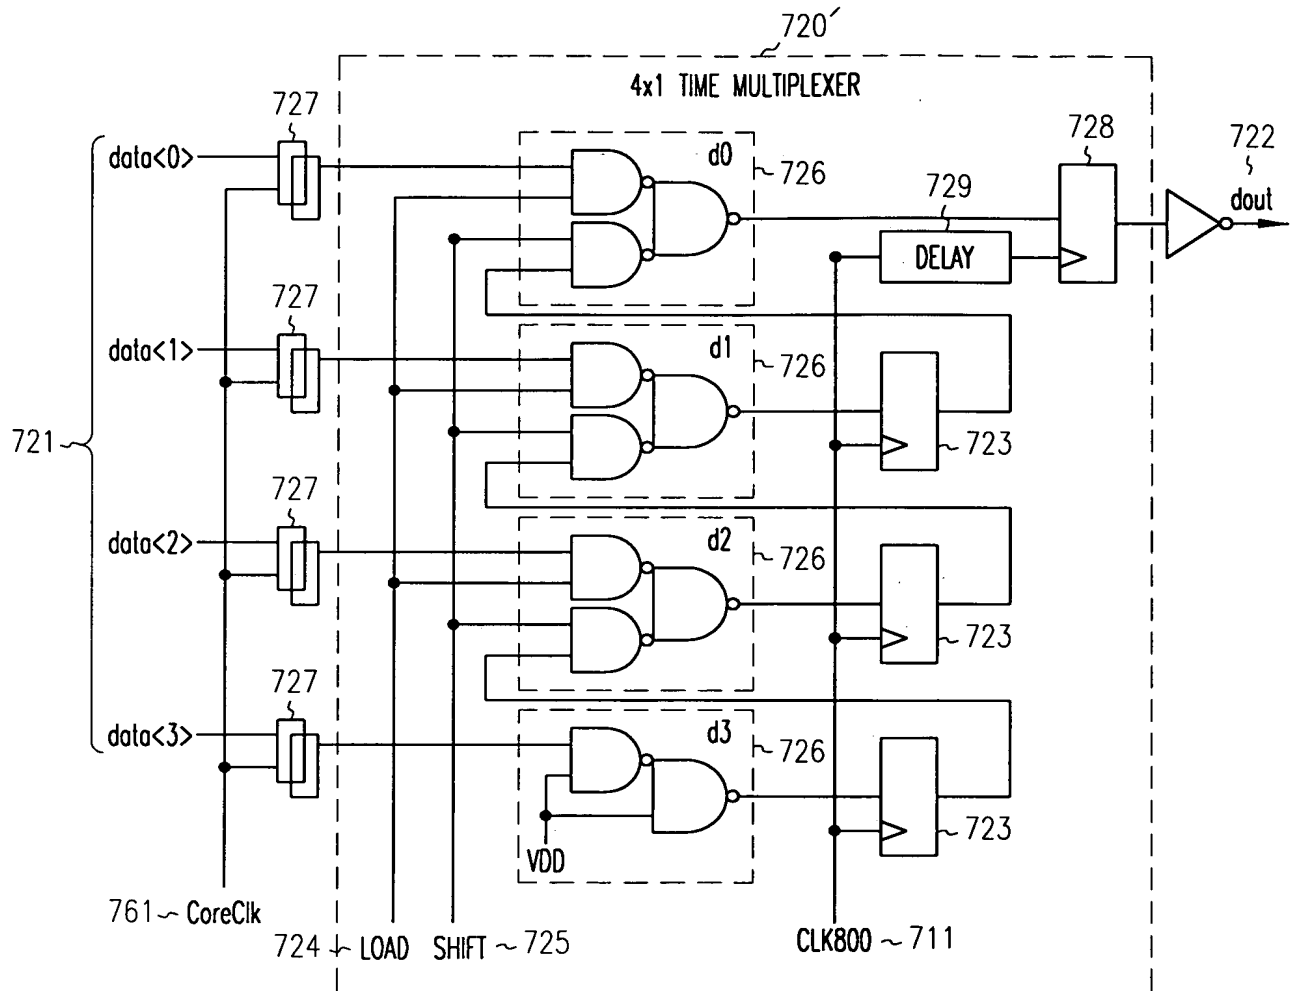 720′
4x1 TIME MULTIPLEXER
727
data<0>
d0
726
728
722
729
dout
DELAY
727
data<1>
d1
726
721
723
727
data<2>
d2
726
723
727
data<3>
d3
726
723
VDD
761 CoreClk
724 LOAD SHIFT 725
CLK800 711